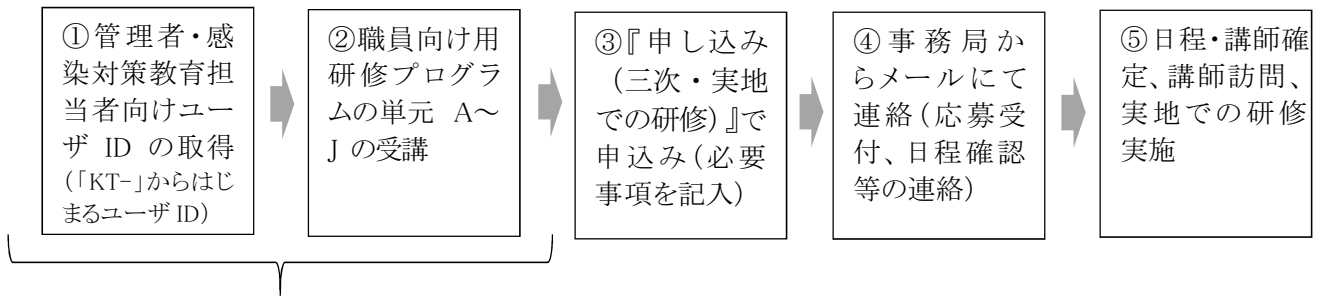 ①管理者・感
染対策教育担
当者向けユー
ザ ID の取得
(「KT-」からはじ
まるユーザ ID)
②職員向け用
研修プログラ
ムの単元 A～
J の受講
③『申し込み
(三次・実地
での研修)』で
申込み(必要
事項を記入)
④事務局か
らメールにて
連絡(応募受
付、日程確認
等の連絡)
⑤日程・講師確
定、講師訪問、
実地での研修
実施